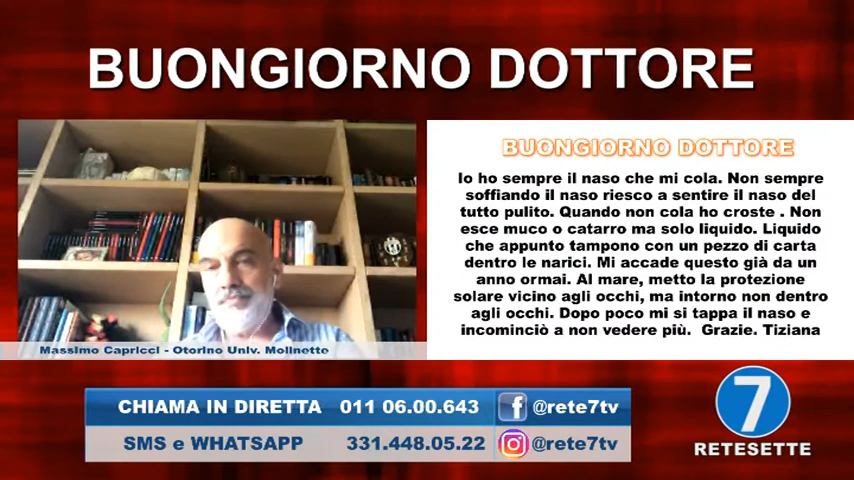 BUONGIORNO DOTTORE
BUONGIORNO DOTTORE
Io ho sempre il naso che mi cola. Non sempre
soffiando il naso riesco a sentire il naso del
tutto pulito. Quando non cola ho croste . Non
esce muco o catarro ma solo liquido. Liquido
che appunto tampono con un pezzo di carta
dentro le narici. Mi accade questo già da un
anno ormai. Al mare, metto la protezione
solare vicino agli occhi, ma intorno non dentro
agli occhi. Dopo poco mi si tappa il naso e
incominciò a non vedere più. Grazie. Tiziana
Massimo Capricci - Otorino Univ. Molinette
CHIAMA IN DIRETTA 011 06.00.643 f @rete7tv
SMS e WHATSAPP 331.448.05.22 @rete7tv
7
RETESETTE